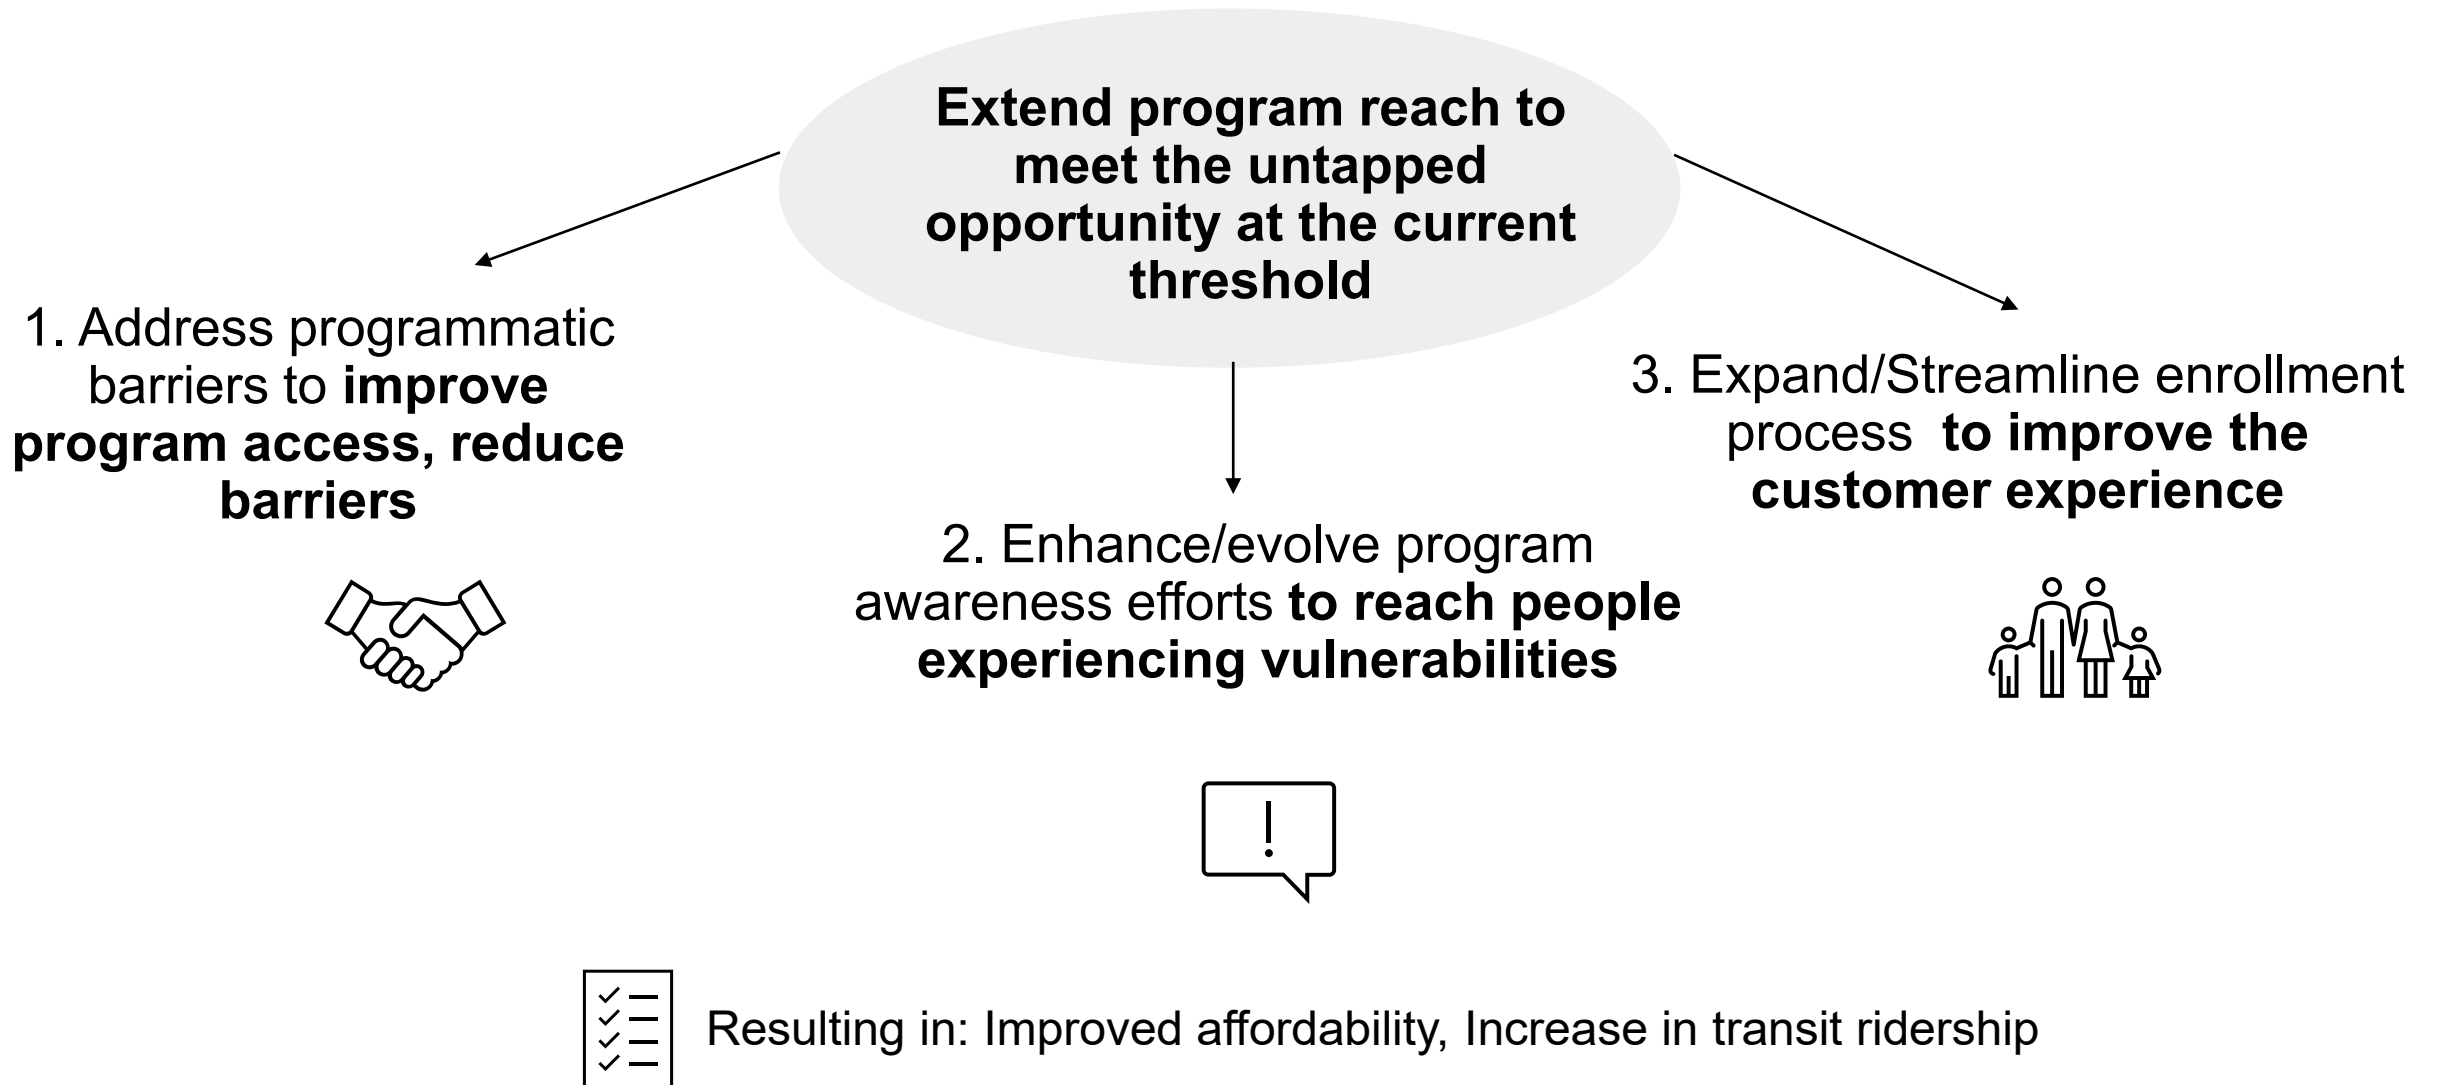 Extend program reach to
meet the untapped
opportunity at the current
threshold
1. Address programmatic
barriers to improve
program access, reduce
barriers
2. Enhance/evolve program
awareness efforts to reach people
experiencing vulnerabilities
3. Expand/Streamline enrollment
process  to improve the
customer experience
!
Resulting in: Improved affordability, Increase in transit ridership